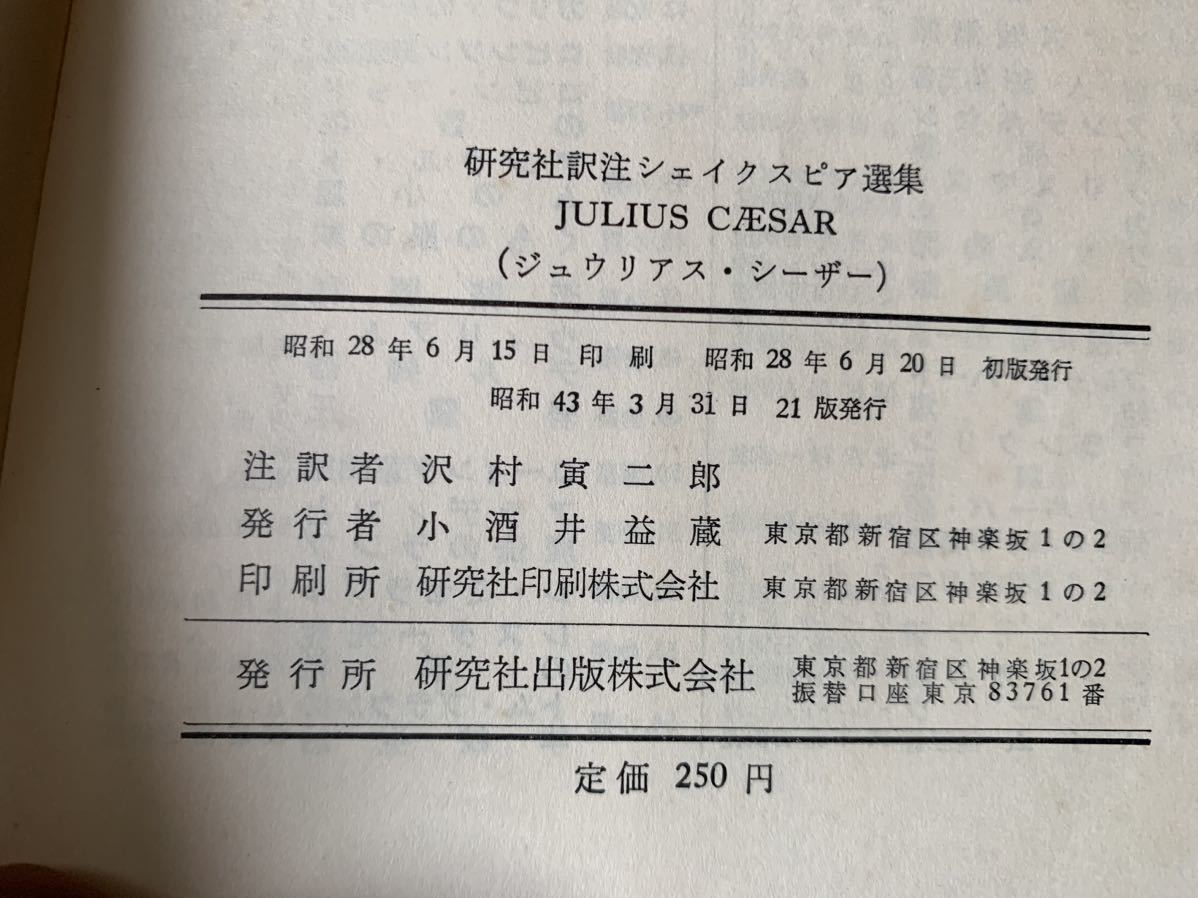 研究社訳注シェイクスピア選集
JULIUS CÆSAR
(ジュウリアス・シーザー)
昭和 28 年 6 月 15 日 印 刷 昭和 28 年 6 月 20 日 初版発行
昭和 43 年 3 月 31 日 21 版発行
注訳者 沢村寅二郎
発行者 小酒井益蔵 東京都新宿区神楽坂1の2
印刷所 研究社印刷株式会社 東京都新宿区神楽坂1の2
発行所 研究社出版株式会社 東京都新宿区神楽坂1の2
振替口座東京83761番
定価 250 円